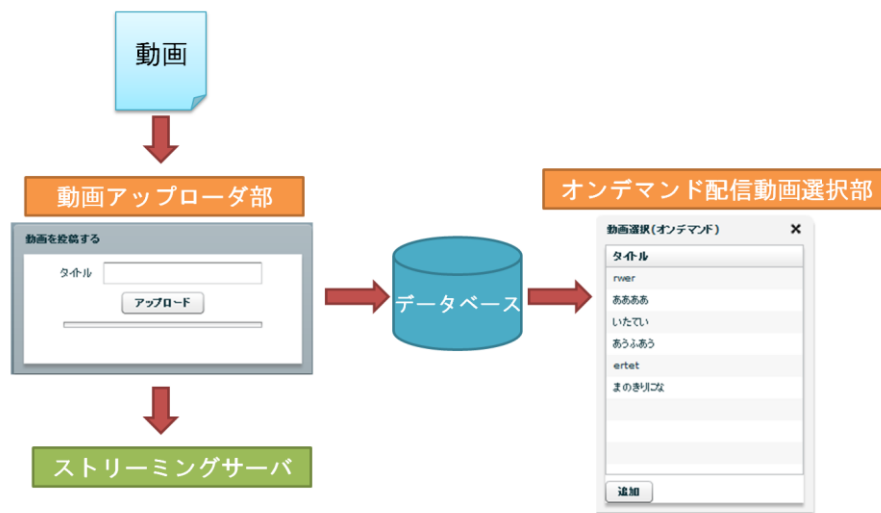 動画
動画アップローダ部
動画を投稿する
タイトル
アップロード
データベース
ストリーミングサーバ
オンデマンド配信動画選択部
動画選択(オンデマンド)
タイトル
rwer
ああああ
いたてい
あうふあう
ertet
まのきりにな
追加